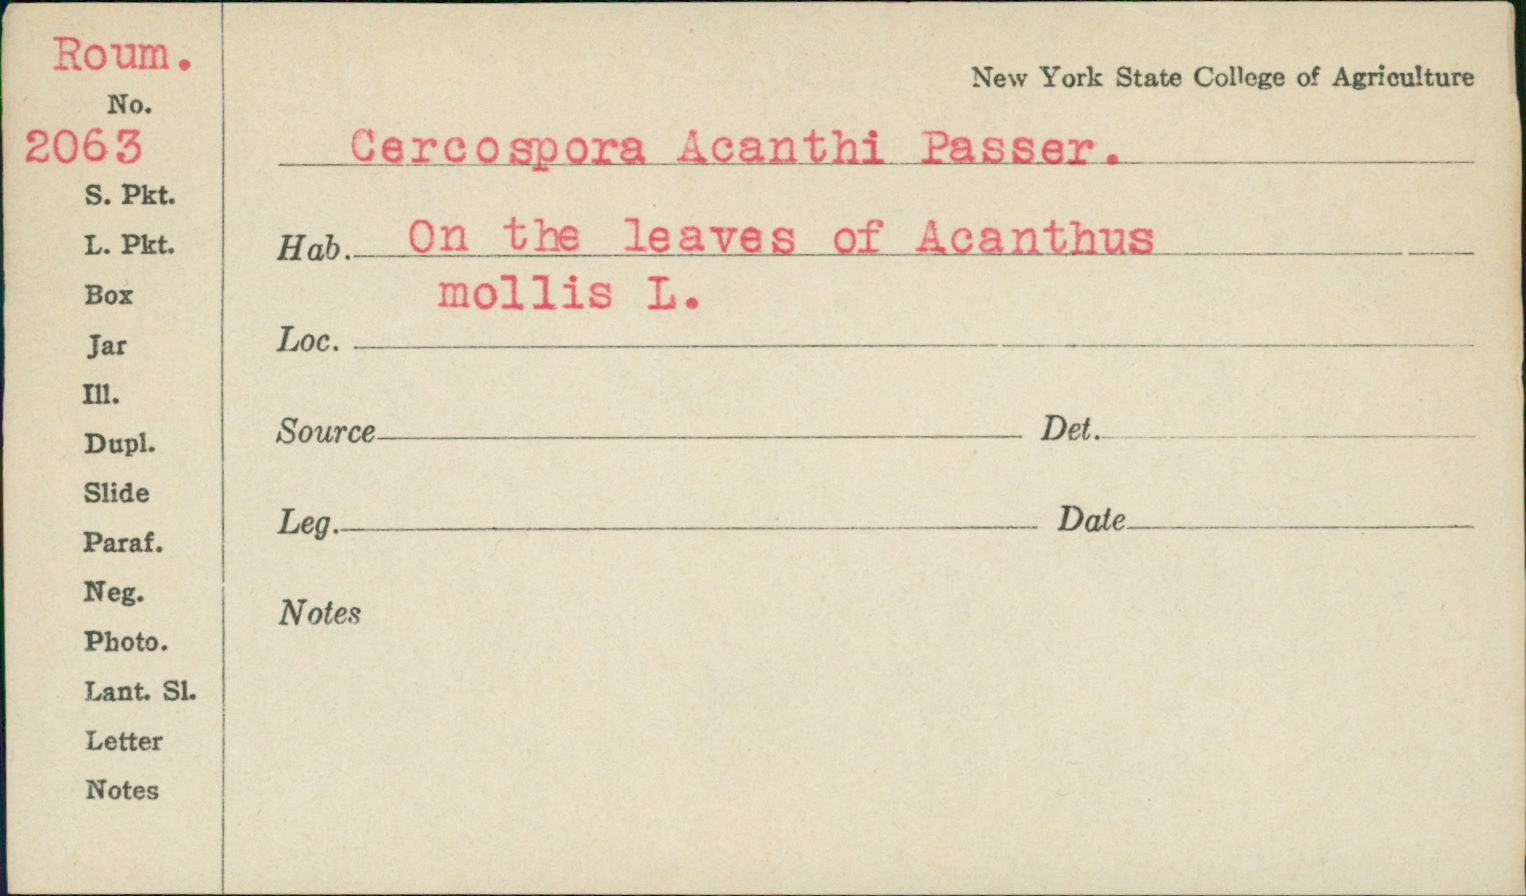 Roum.
No.
2063
S. Pkt.
L. Pkt.
Box
Jar
Ill.
Dupl.
Slide
Paraf.
Neg.
Photo.
Lant. Sl.
Letter
Notes
New York State College of Agriculture
Cercospora Acanthi Passer.
Hab. On the leaves of Acanthus
mollis L.
Loc.
Source Det.
Leg. Date
Notes